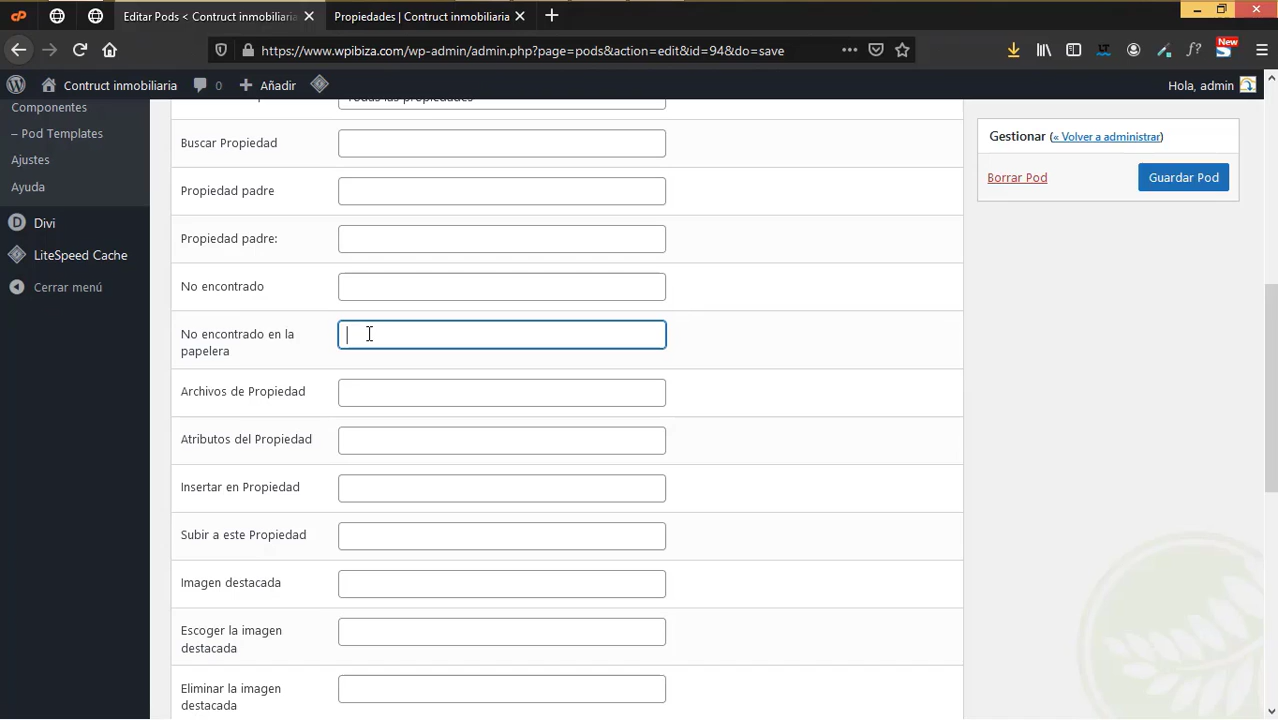 Editar Pods < Contruct inmobiliaria
Propiedades | Contruct inmobiliaria
https://www.wpibiza.com/wp-admin/admin.php?page=pods&action=edit&id=94&do=save
New
Contruct inmobiliaria
0
Añadir
Hola, admin
Componentes
– Pod Templates
Ajustes
Ayuda
Divi
LiteSpeed Cache
Cerrar menú
Todas las propiedades
Buscar Propiedad
Propiedad padre
Propiedad padre:
No encontrado
No encontrado en la
papelera
Archivos de Propiedad
Atributos del Propiedad
Insertar en Propiedad
Subir a este Propiedad
Imagen destacada
Escoger la imagen
destacada
Eliminar la imagen
destacada
Gestionar (« Volver a administrar)
Borrar Pod
Guardar Pod